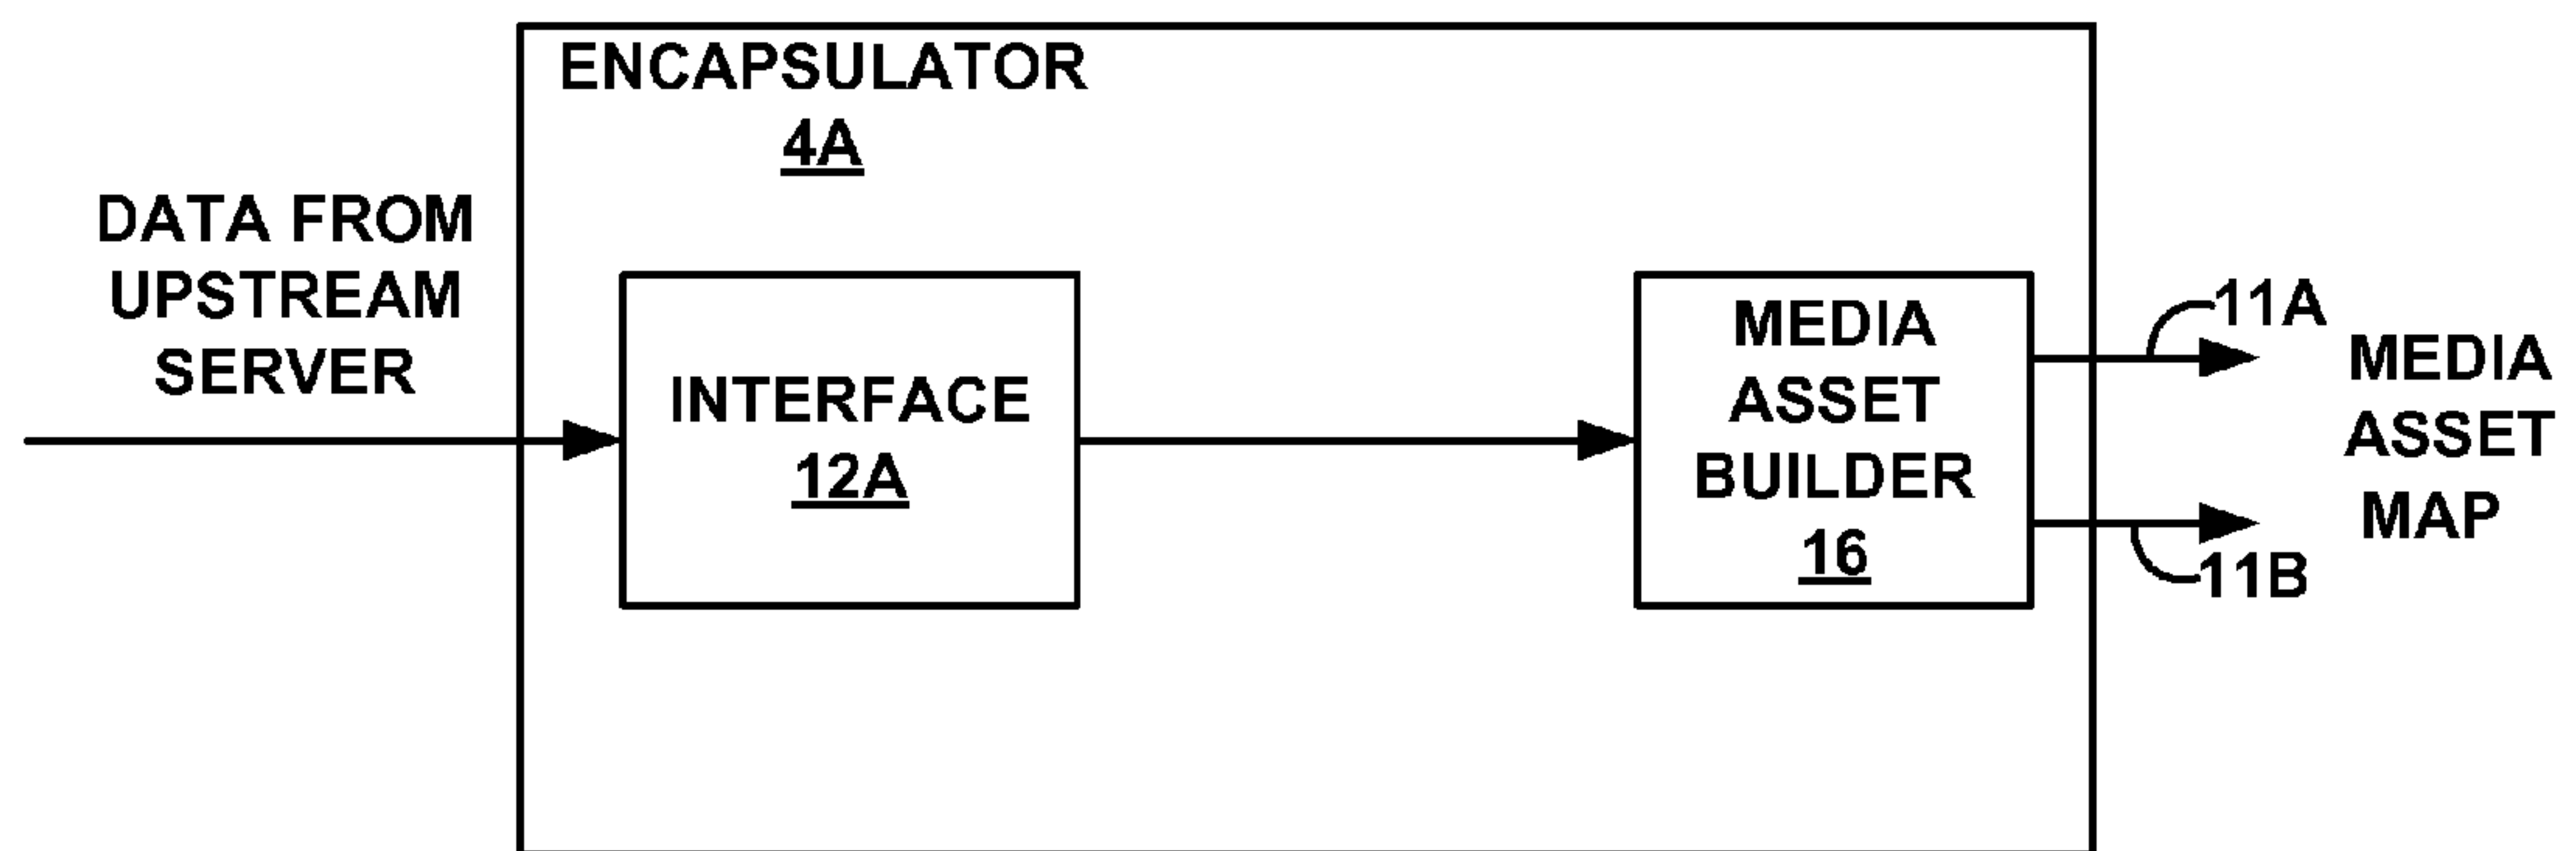 ENCAPSULATOR
4A
DATA FROM
UPSTREAM
SERVER
INTERFACE
12A
MEDIA
ASSET
BUILDER
16
11A
MEDIA
ASSET
MAP
11B